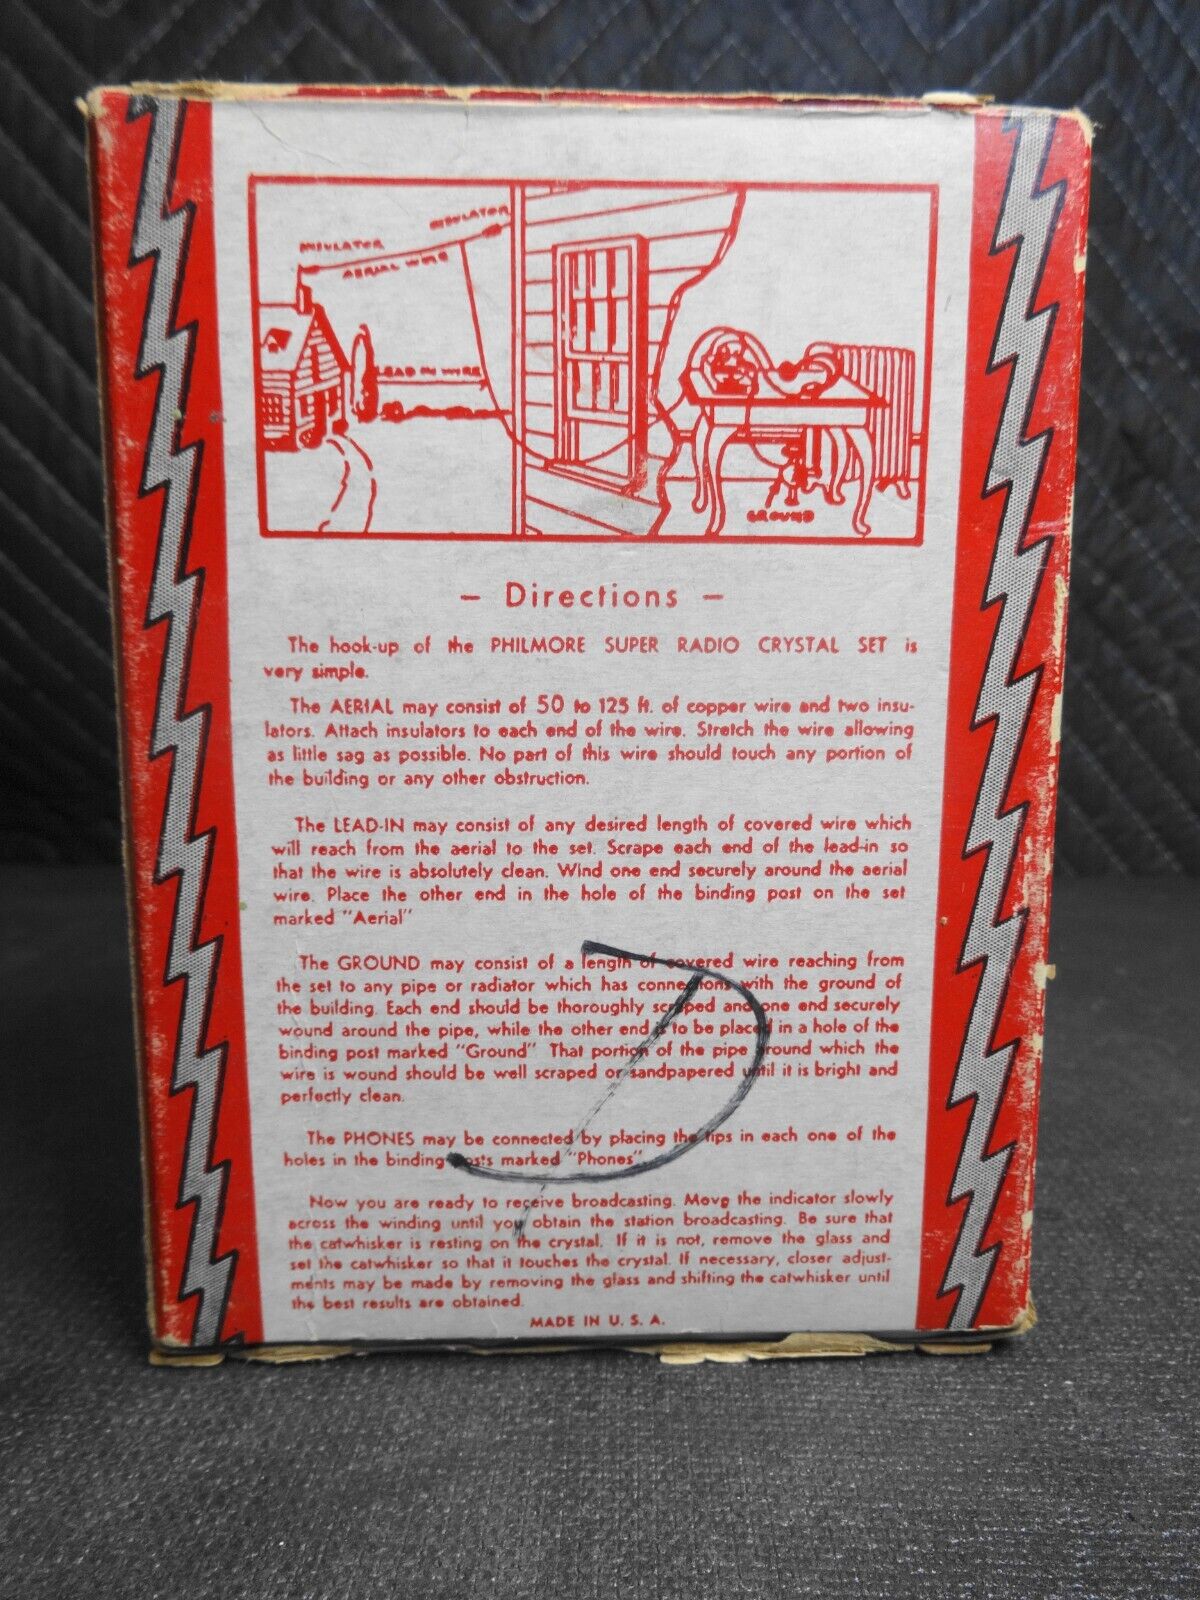 INSULATOR
INSULATOR
AERIAL WIRE
LEAD IN WIRE
GROUND
– Directions –
The hook-up of the PHILMORE SUPER RADIO CRYSTAL SET is
very simple.
The AERIAL may consist of 50 to 125 ft. of copper wire and two insu-
lators. Attach insulators to each end of the wire. Stretch the wire allowing
as little sag as possible. No part of this wire should touch any portion of
the building or any other obstruction.
The LEAD-IN may consist of any desired length of covered wire which
will reach from the aerial to the set. Scrape each end of the lead-in so
that the wire is absolutely clean. Wind one end securely around the aerial
wire. Place the other end in the hole of the binding post on the set
marked "Aerial"
The GROUND may consist of a length of covered wire reaching from
the set to any pipe or radiator which has connections with the ground of
the building. Each end should be thoroughly scraped and one end securely
wound around the pipe, while the other end is to be placed in a hole of the
binding post marked "Ground" That portion of the pipe around which the
wire is wound should be well scraped or sandpapered until it is bright and
perfectly clean.
The PHONES may be connected by placing the tips in each one of the
holes in the binding posts marked "Phones"
Now you are ready to receive broadcasting. Move the indicator slowly
across the winding until you obtain the station broadcasting. Be sure that
the catwhisker is resting on the crystal. If it is not, remove the glass and
set the catwhisker so that it touches the crystal. If necessary, closer adjust-
ments may be made by removing the glass and shifting the catwhisker until
the best results are obtained.
MADE IN U. S. A.